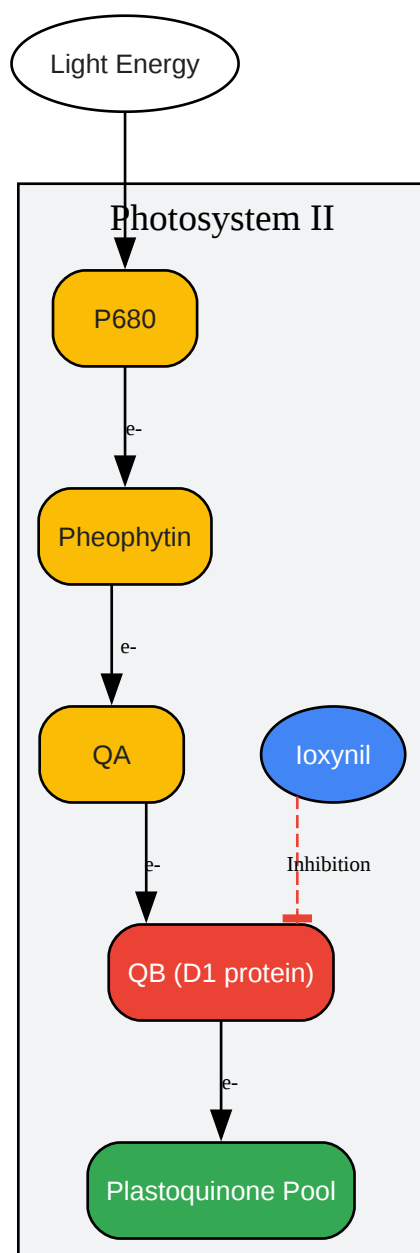 Light Energy
Photosystem II
P680
e-
Pheophytin
e-
QA
Ioxynil
e-
Inhibition
QB (D1 protein)
e-
Plastoquinone Pool